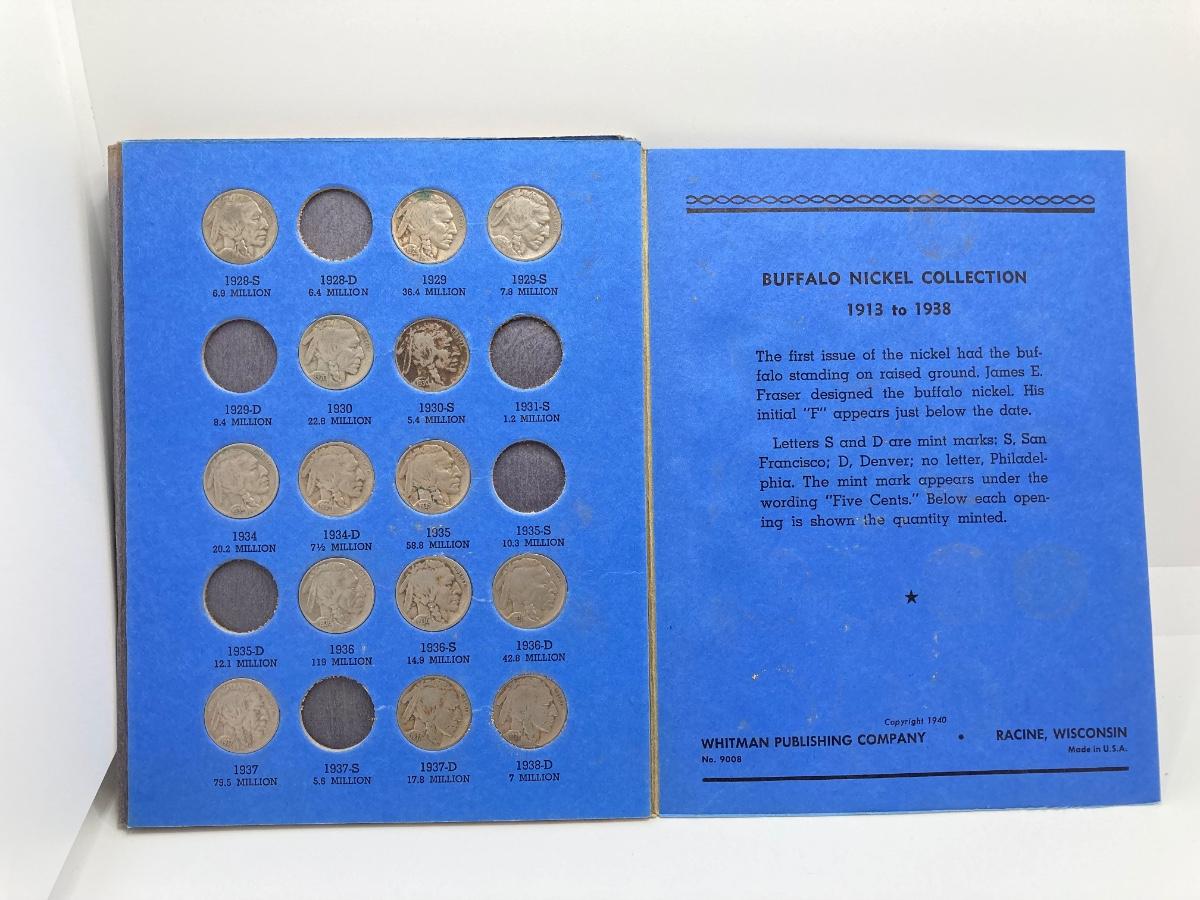 1928-S 1928-D 1929 1929-S
6.9 MILLION 6.4 MILLION 36.4 MILLION 7.8 MILLION
1929-D 1930 1930-S 1931-S
8.4 MILLION 22.8 MILLION 5.4 MILLION 1.2 MILLION
1934 1934-D 1935 1935-S
20.2 MILLION 7½ MILLION 58.8 MILLION 10.3 MILLION
1935-D 1936 1936-S 1936-D
12.1 MILLION 119 MILLION 14.9 MILLION 42.8 MILLION
1937 1937-S 1937-D 1938-D
79.5 MILLION 5.6 MILLION 17.8 MILLION 7 MILLION
BUFFALO NICKEL COLLECTION
1913 to 1938
The first issue of the nickel had the buf-
falo standing on raised ground. James E.
Fraser designed the buffalo nickel. His
initial "F" appears just below the date.
Letters S and D are mint marks: S, San
Francisco; D, Denver; no letter, Philadel-
phia. The mint mark appears under the
wording "Five Cents." Below each open-
ing is shown the quantity minted.
Copyright 1940
WHITMAN PUBLISHING COMPANY • RACINE, WISCONSIN
No. 9008 Made in U.S.A.